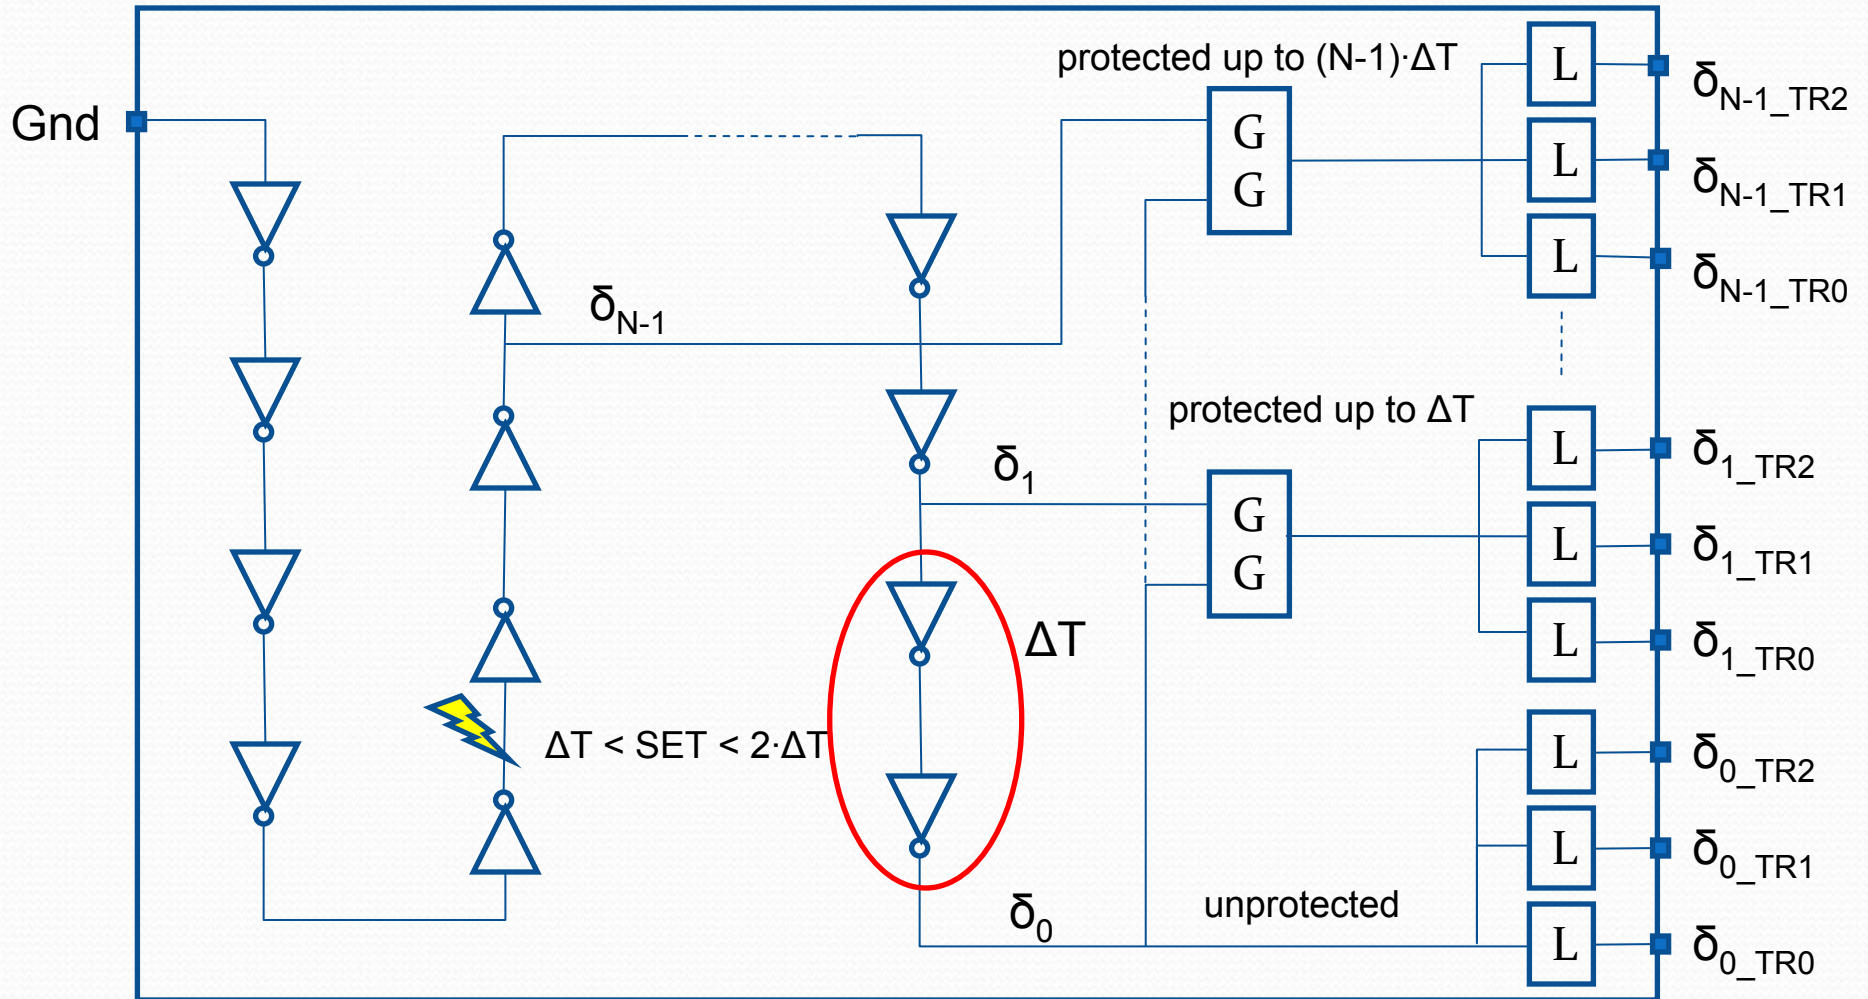 protected up to (N-1)·ΔT
L
δN-1_TR2
Gnd
G
G
L
δN-1_TR1
L
δN-1_TR0
δN-1
protected up to ΔT
L
δ1_TR2
δ1
G
G
L
δ1_TR1
ΔT
L
δ1_TR0
ΔT < SET < 2·ΔT
L
δ0_TR2
L
δ0_TR1
δ0
unprotected
L
δ0_TR0